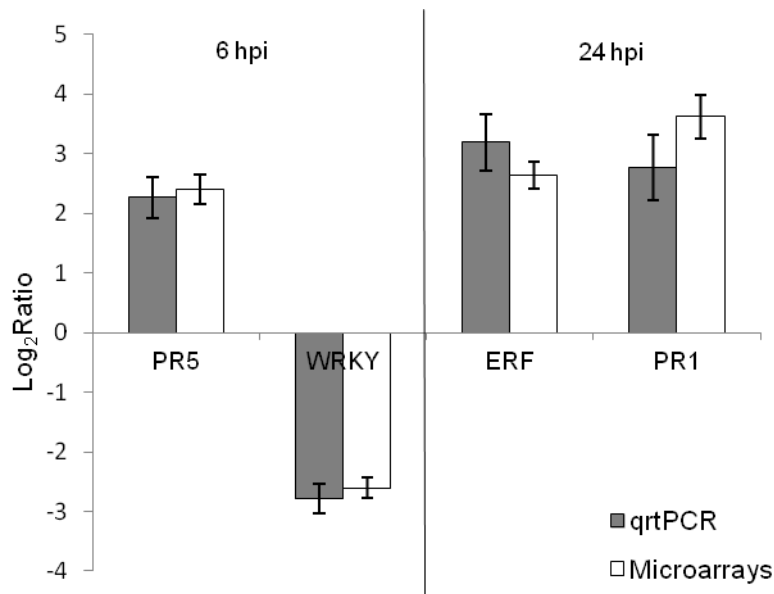 5
6 hpi
24 hpi
4
3
2
1
0
-1
-2
-3
-4
Log₂Ratio
PR5
WRKY
ERF
PR1
qrtPCR
Microarrays